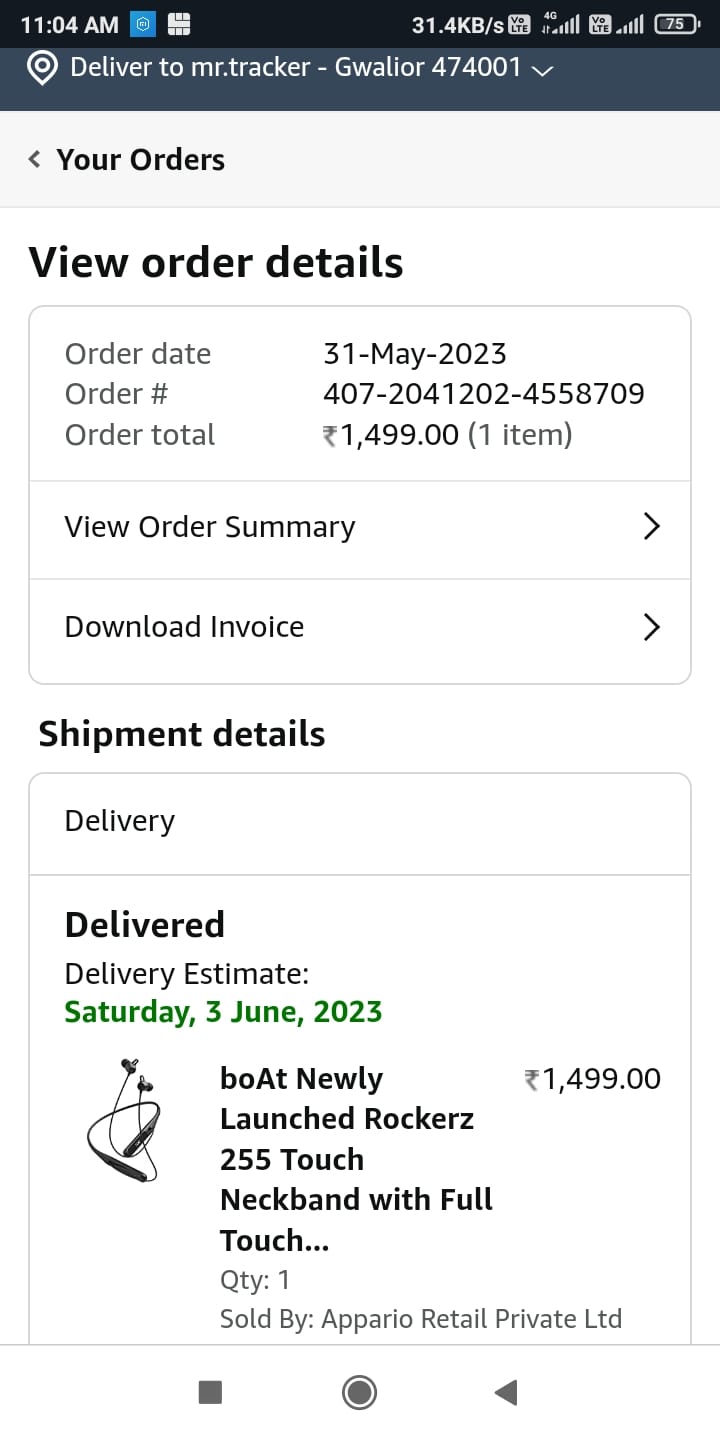 11:04 AM
31.4KB/s
Vo LTE
4G
Vo LTE
75
Deliver to mr.tracker - Gwalior 474001
Your Orders
View order details
Order date 31-May-2023
Order # 407-2041202-4558709
Order total ₹1,499.00 (1 item)
View Order Summary
Download Invoice
Shipment details
Delivery
Delivered
Delivery Estimate:
Saturday, 3 June, 2023
boAt Newly ₹1,499.00
Launched Rockerz
255 Touch
Neckband with Full
Touch...
Qty: 1
Sold By: Appario Retail Private Ltd